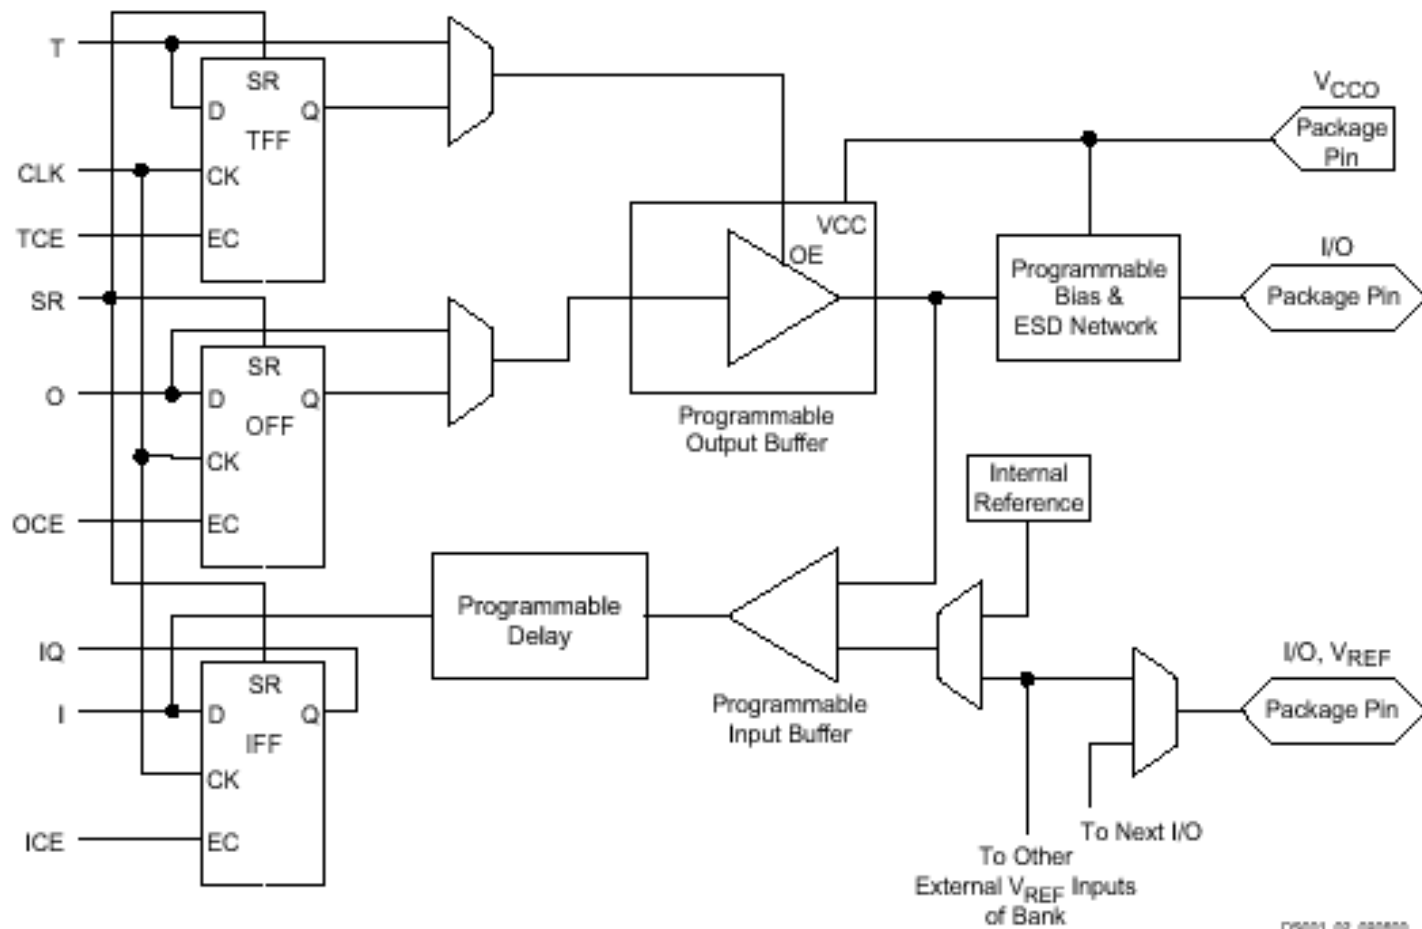 T
SR
D Q
TFF
CLK
CK
TCE
EC
SR
SR
O
D Q
OFF
CK
OCE
EC
IQ
SR
I
D Q
IFF
CK
ICE
EC
VCC
OE
Programmable
Output Buffer
VCCO
Package
Pin
I/O
Package Pin
Programmable
Bias &
ESD Network
Internal
Reference
Programmable
Delay
Programmable
Input Buffer
I/O, VREF
Package Pin
To Next I/O
To Other
External VREF Inputs
of Bank